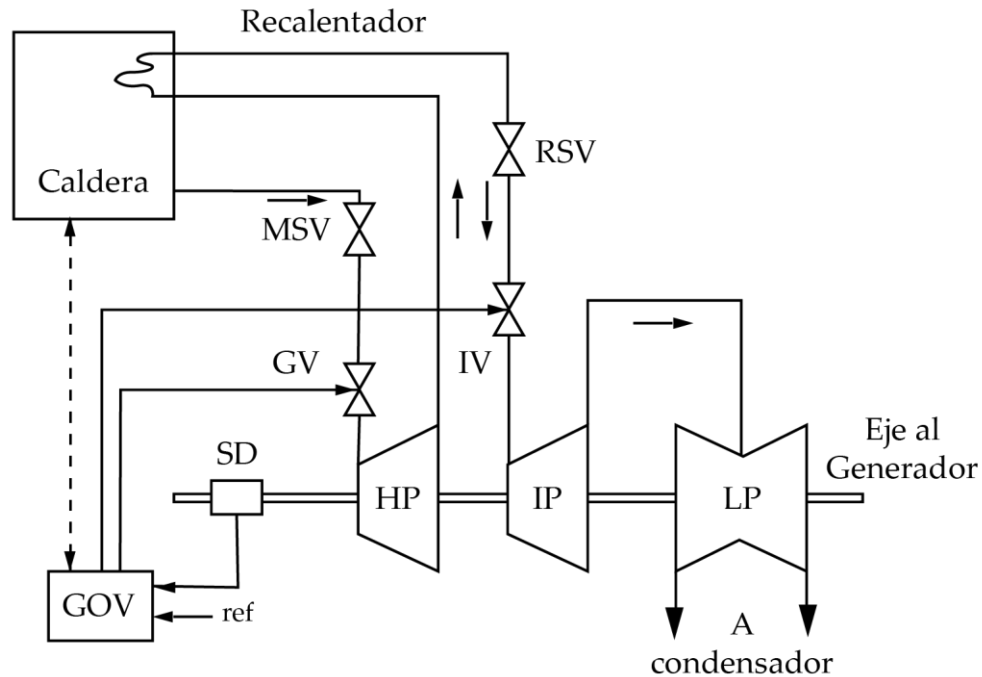 Recalentador
RSV
Caldera
MSV
GV
IV
SD
Eje al
Generador
HP
IP
LP
GOV
ref
A
condensador